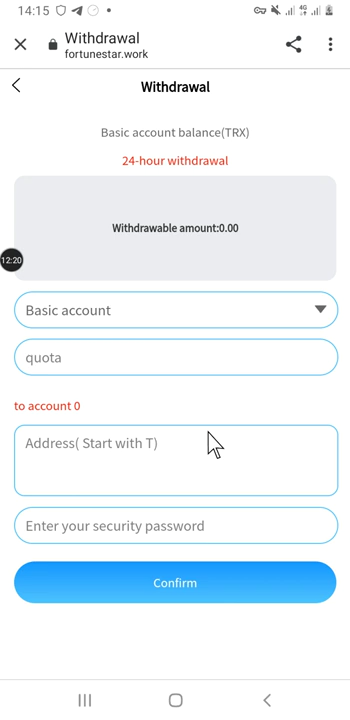 14:15
4G
Withdrawal
fortunestar.work
Withdrawal
Basic account balance(TRX)
24-hour withdrawal
Withdrawable amount:0.00
12:20
Basic account
quota
to account 0
Address( Start with T)
Enter your security password
Confirm